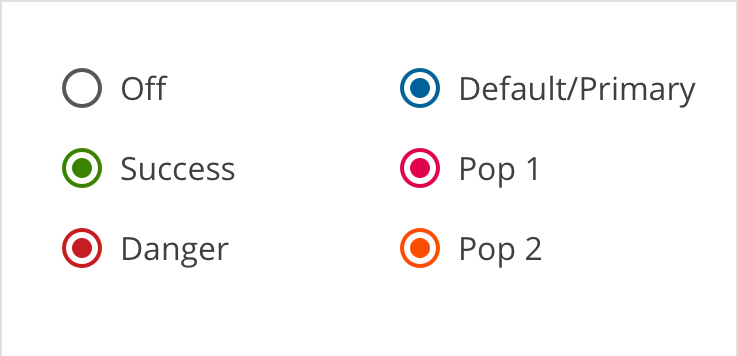 Off
Default/Primary
Success
Pop 1
Danger
Pop 2